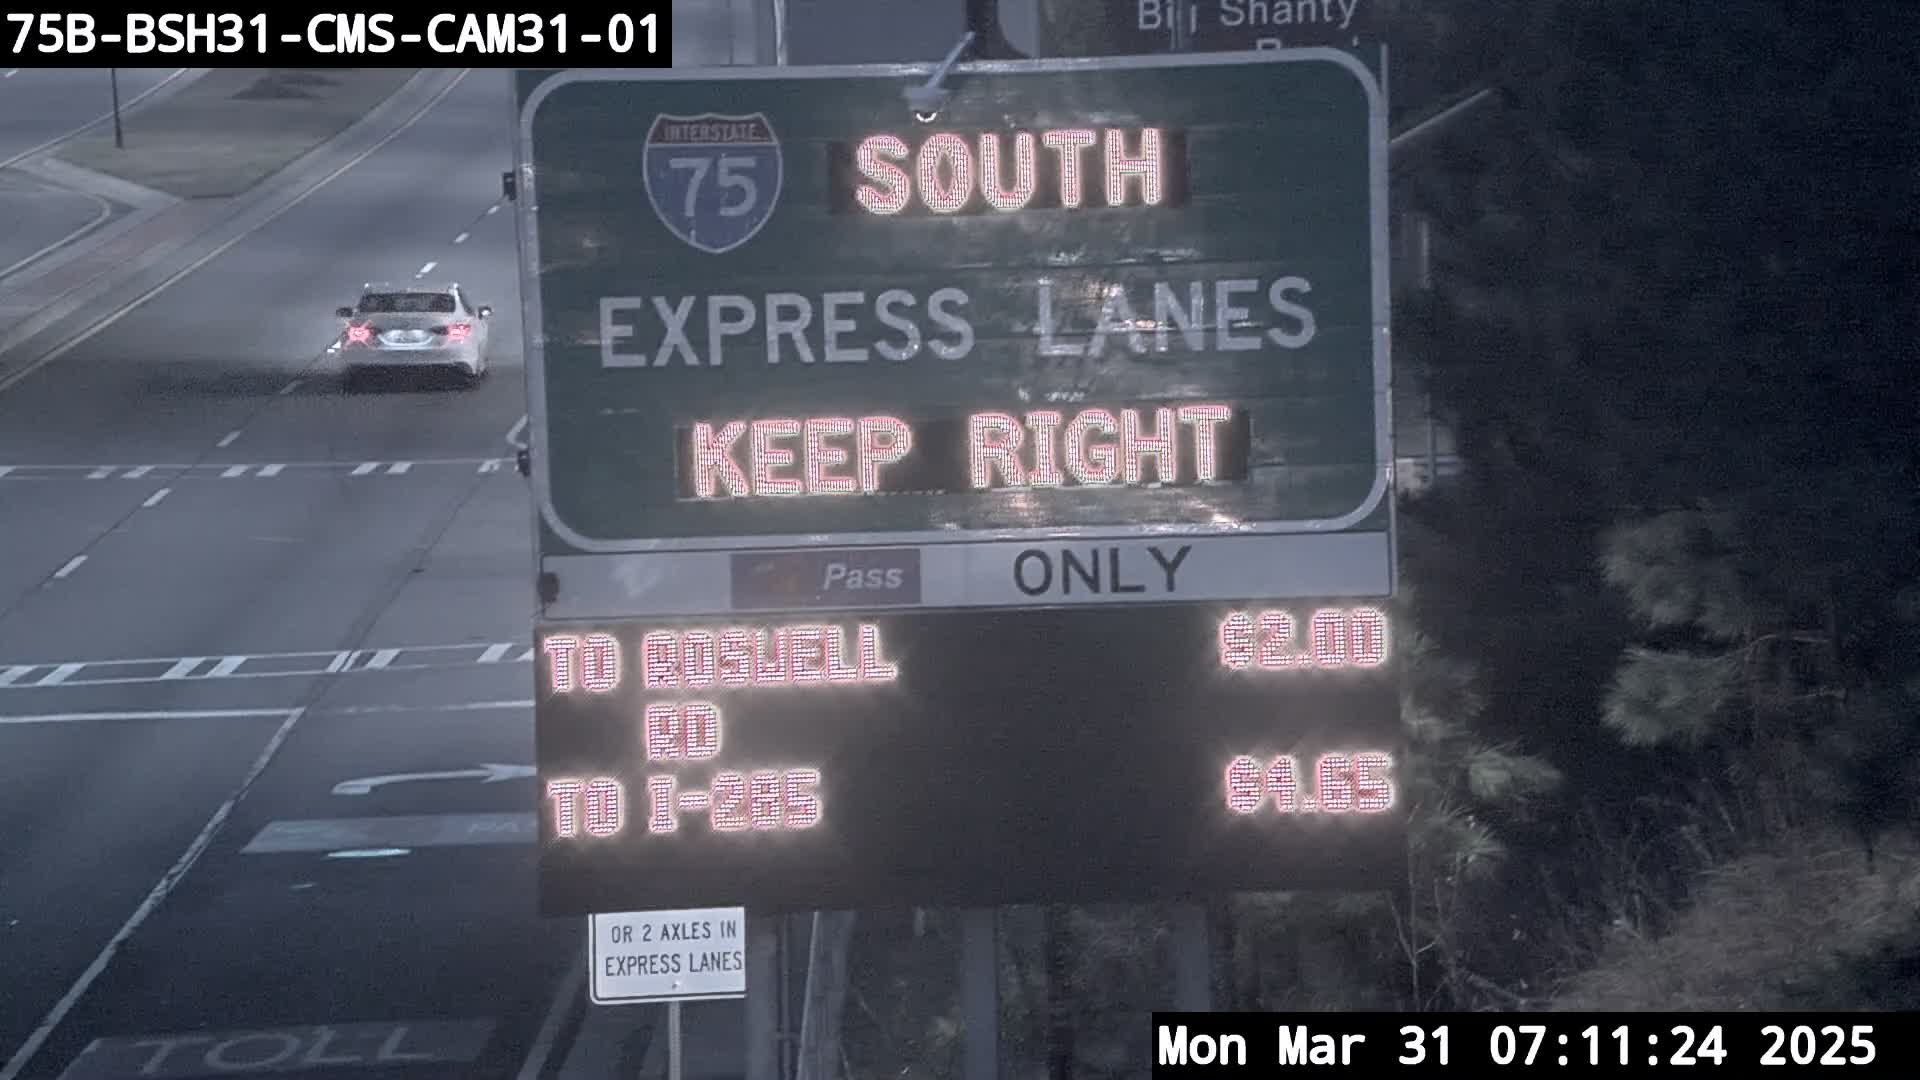 75B-BSH31-CMS-CAM31-01
Shanty
INTERSTATE
75
SOUTH
EXPRESS LANES
KEEP RIGHT
Pass ONLY
TO ROSWELL $2.00
RD
TO I-285 $4.65
OR 2 AXLES IN
EXPRESS LANES
TOLL
Mon Mar 31 07:11:24 2025